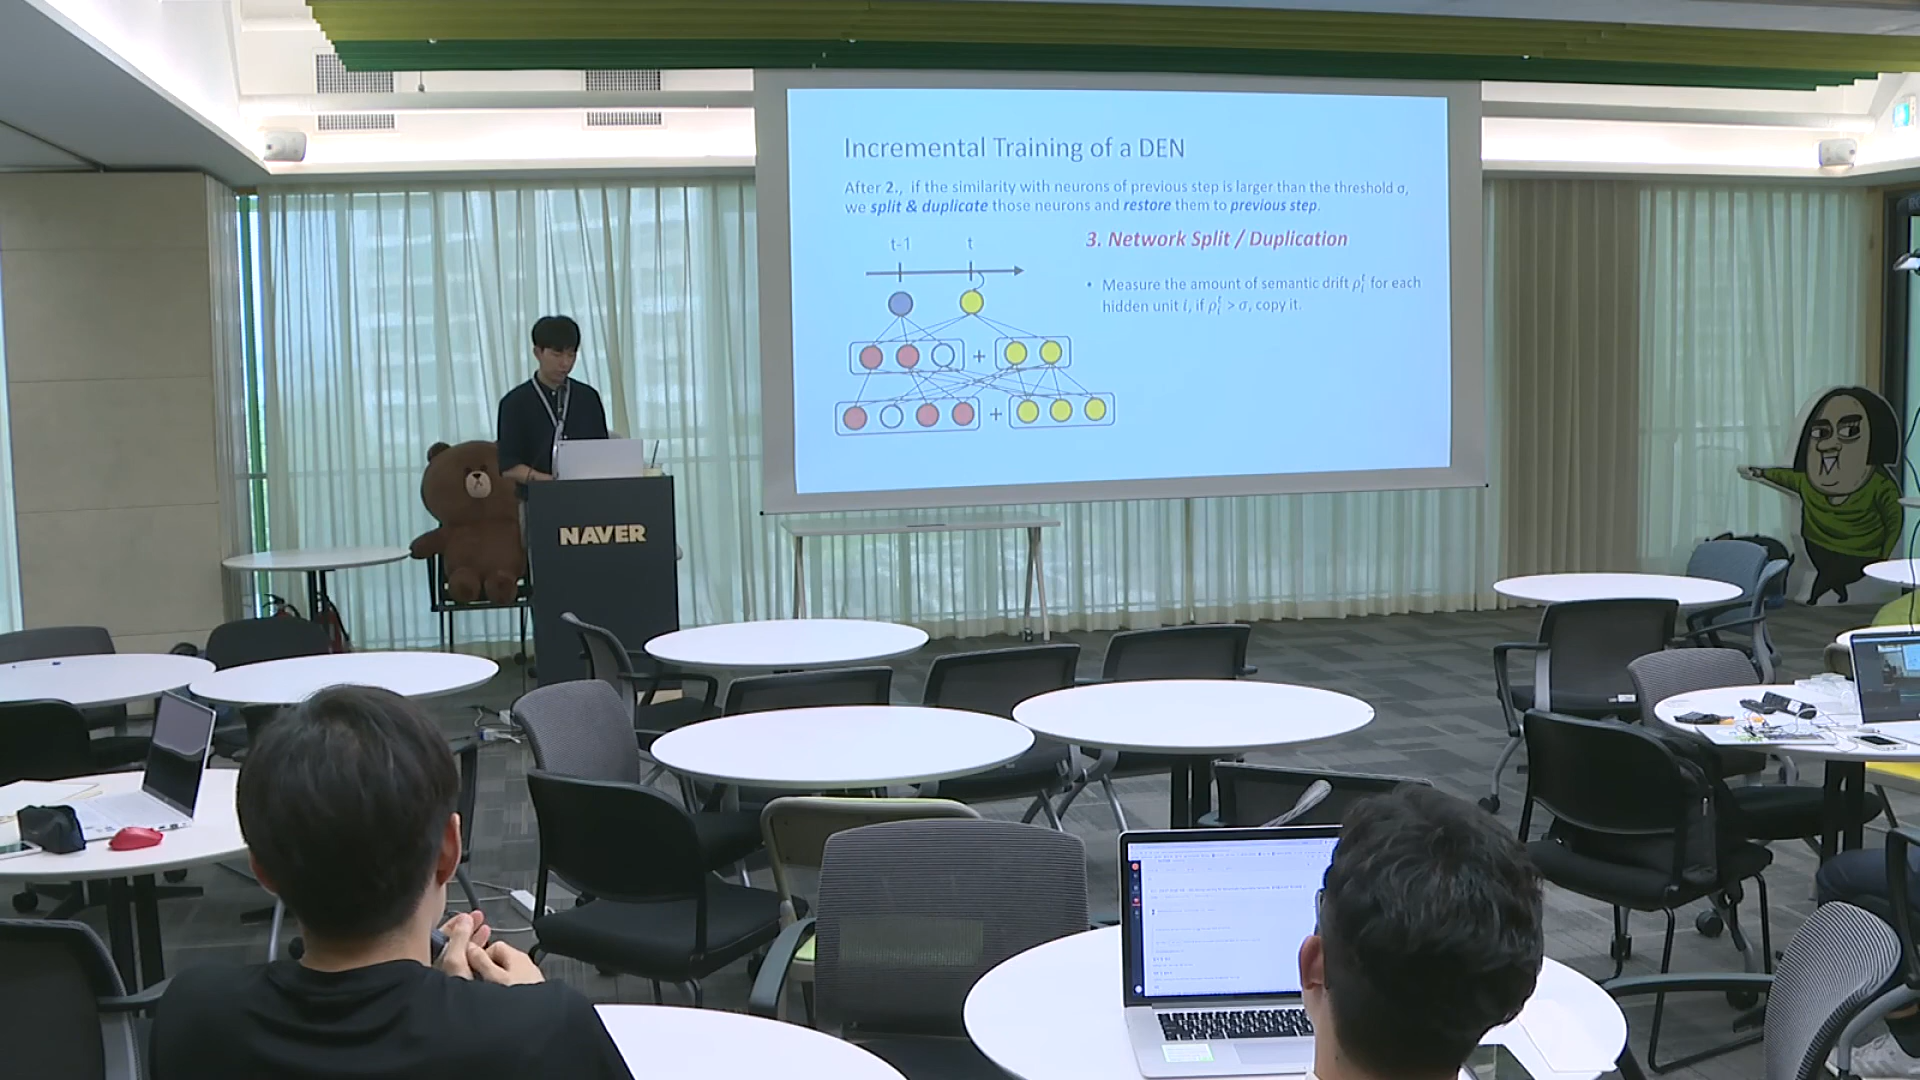 Incremental Training of a DEN
After 2., if the similarity with neurons of previous step is larger than the threshold σ,
we split & duplicate those neurons and restore them to previous step.
t-1 t
3. Network Split / Duplication
• Measure the amount of semantic drift ρᵢᵗ for each
hidden unit i, if ρᵢᵗ > σ, copy it.
+
+
NAVER